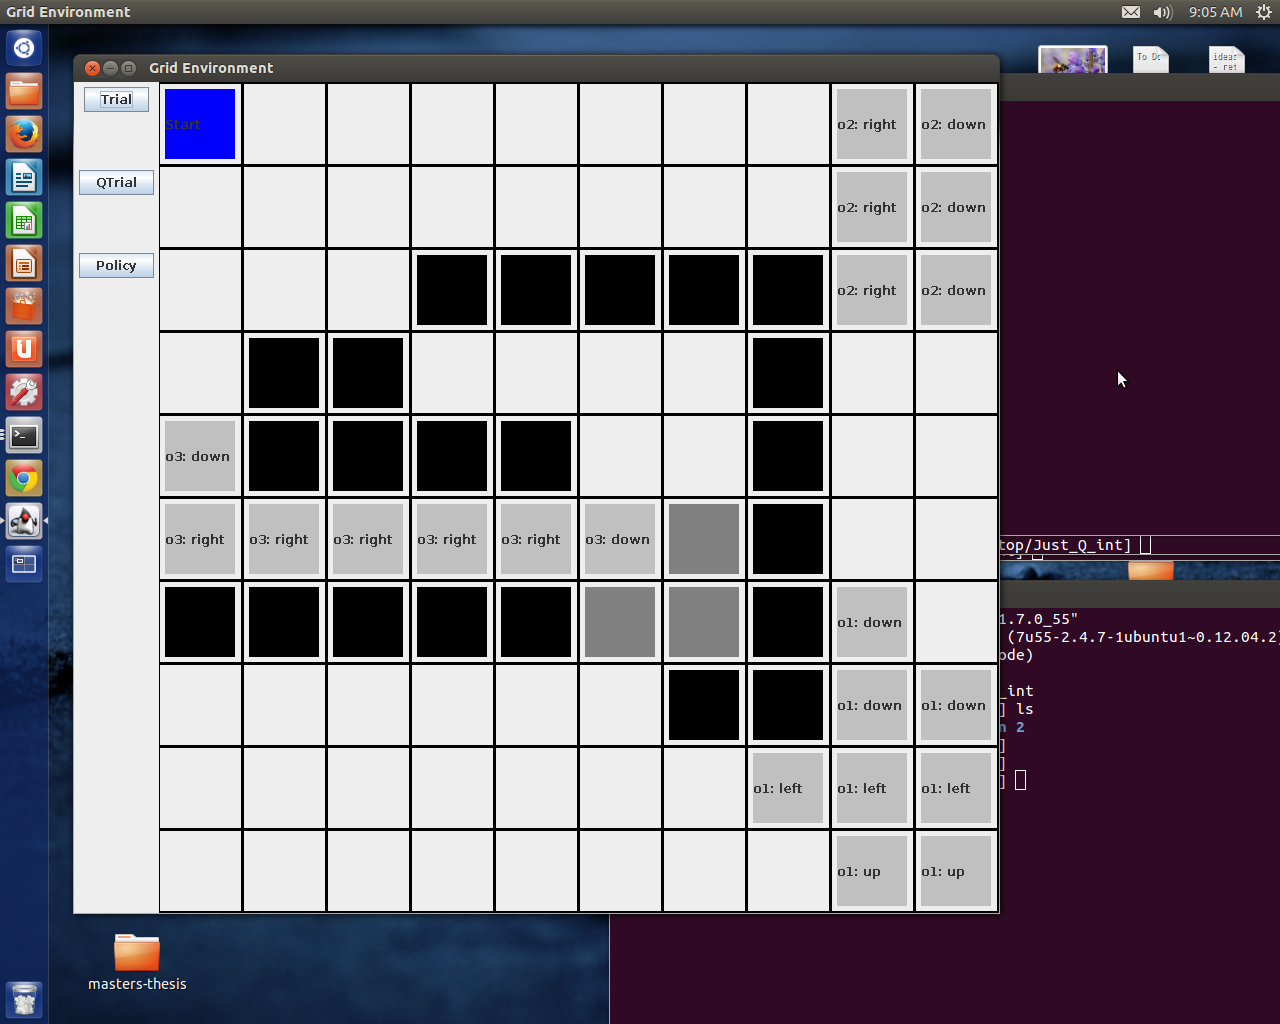 Grid Environment
9:05 AM
To Do
ideas
- ret
Grid Environment
Trial
Start
o2: right
o2: down
QTrial
o2: right
o2: down
Policy
o2: right
o2: down
o3: down
o3: right
o3: right
o3: right
o3: right
o3: right
o3: down
top/Just_Q_int]
o1: down
1.7.0_55"
(7u55-2.4.7-1ubuntu1~0.12.04.2)
ode)
o1: down
o1: down
_int
] ls
n 2
]
]
]
o1: left
o1: left
o1: left
o1: up
o1: up
masters-thesis